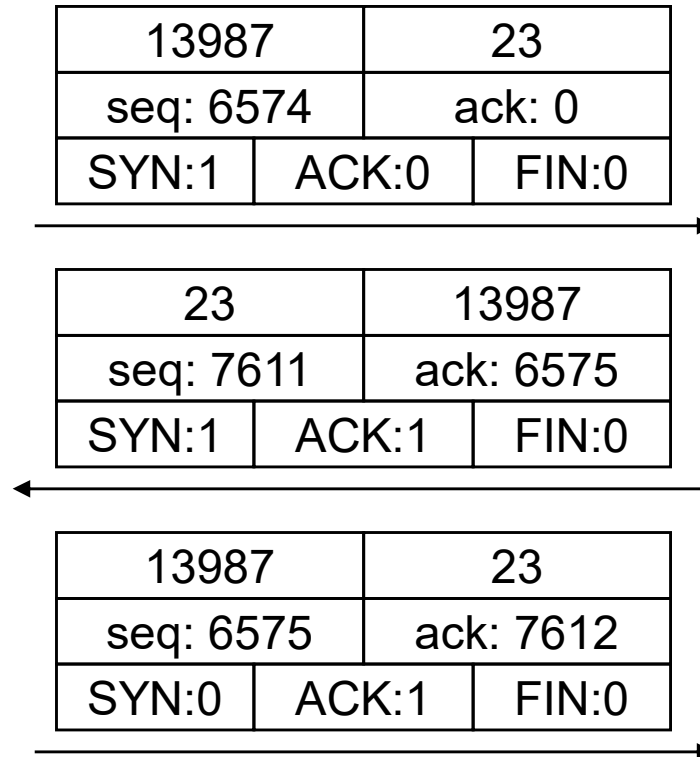 13987 23
seq: 6574 ack: 0
SYN:1 ACK:0 FIN:0
23 13987
seq: 7611 ack: 6575
SYN:1 ACK:1 FIN:0
13987 23
seq: 6575 ack: 7612
SYN:0 ACK:1 FIN:0